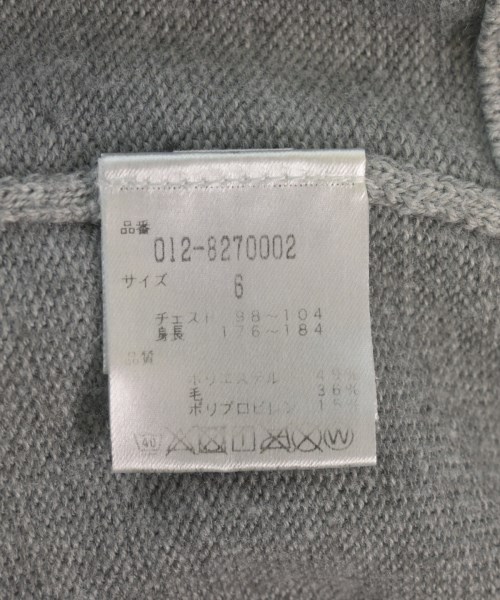 品番
012-8270002
サイズ
6
チェスト 98~104
身長 176~184
品質
ポリエステル 49%
毛 36%
ポリプロピレン 15%
40
W